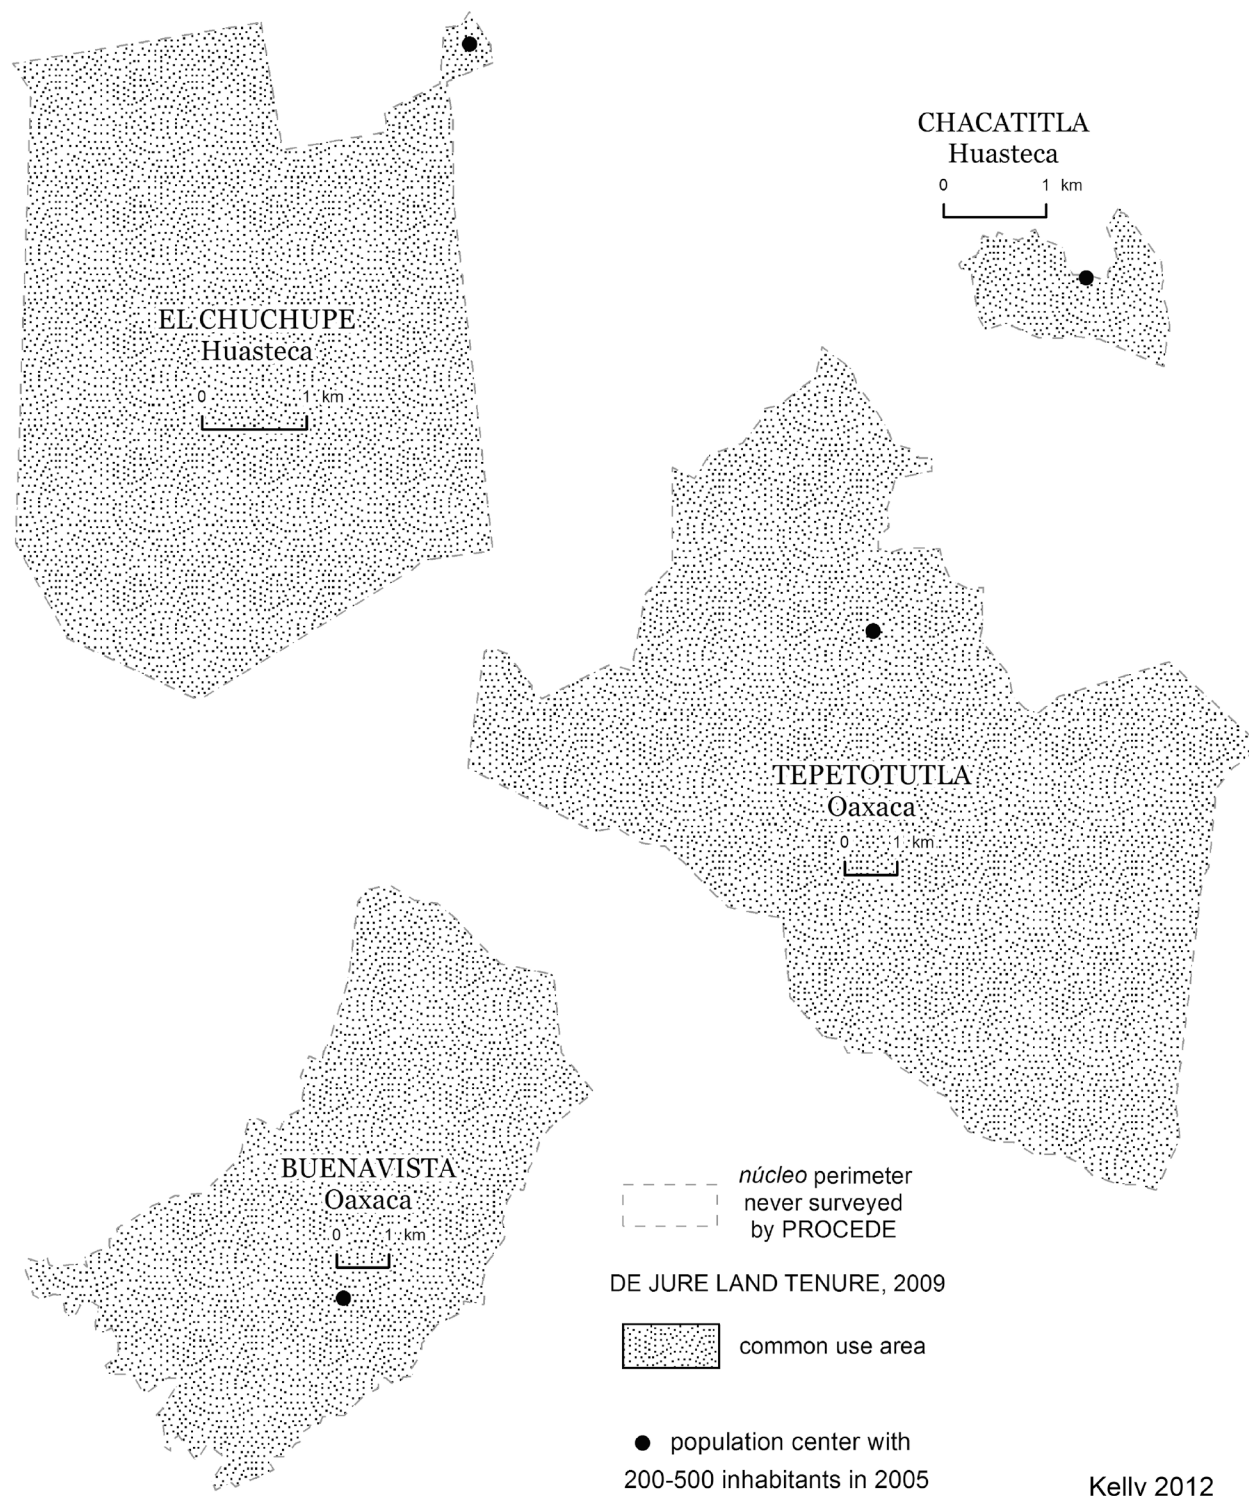 CHACATITLA
Huasteca
0 1 km
EL CHUCHUPE
Huasteca
0 1 km
TEPETOTUTLA
Oaxaca
0 1 km
BUENAVISTA
Oaxaca
0 1 km
núcleo perimeter
never surveyed
by PROCEDE
DE JURE LAND TENURE, 2009
common use area
population center with
200-500 inhabitants in 2005
Kelly 2012